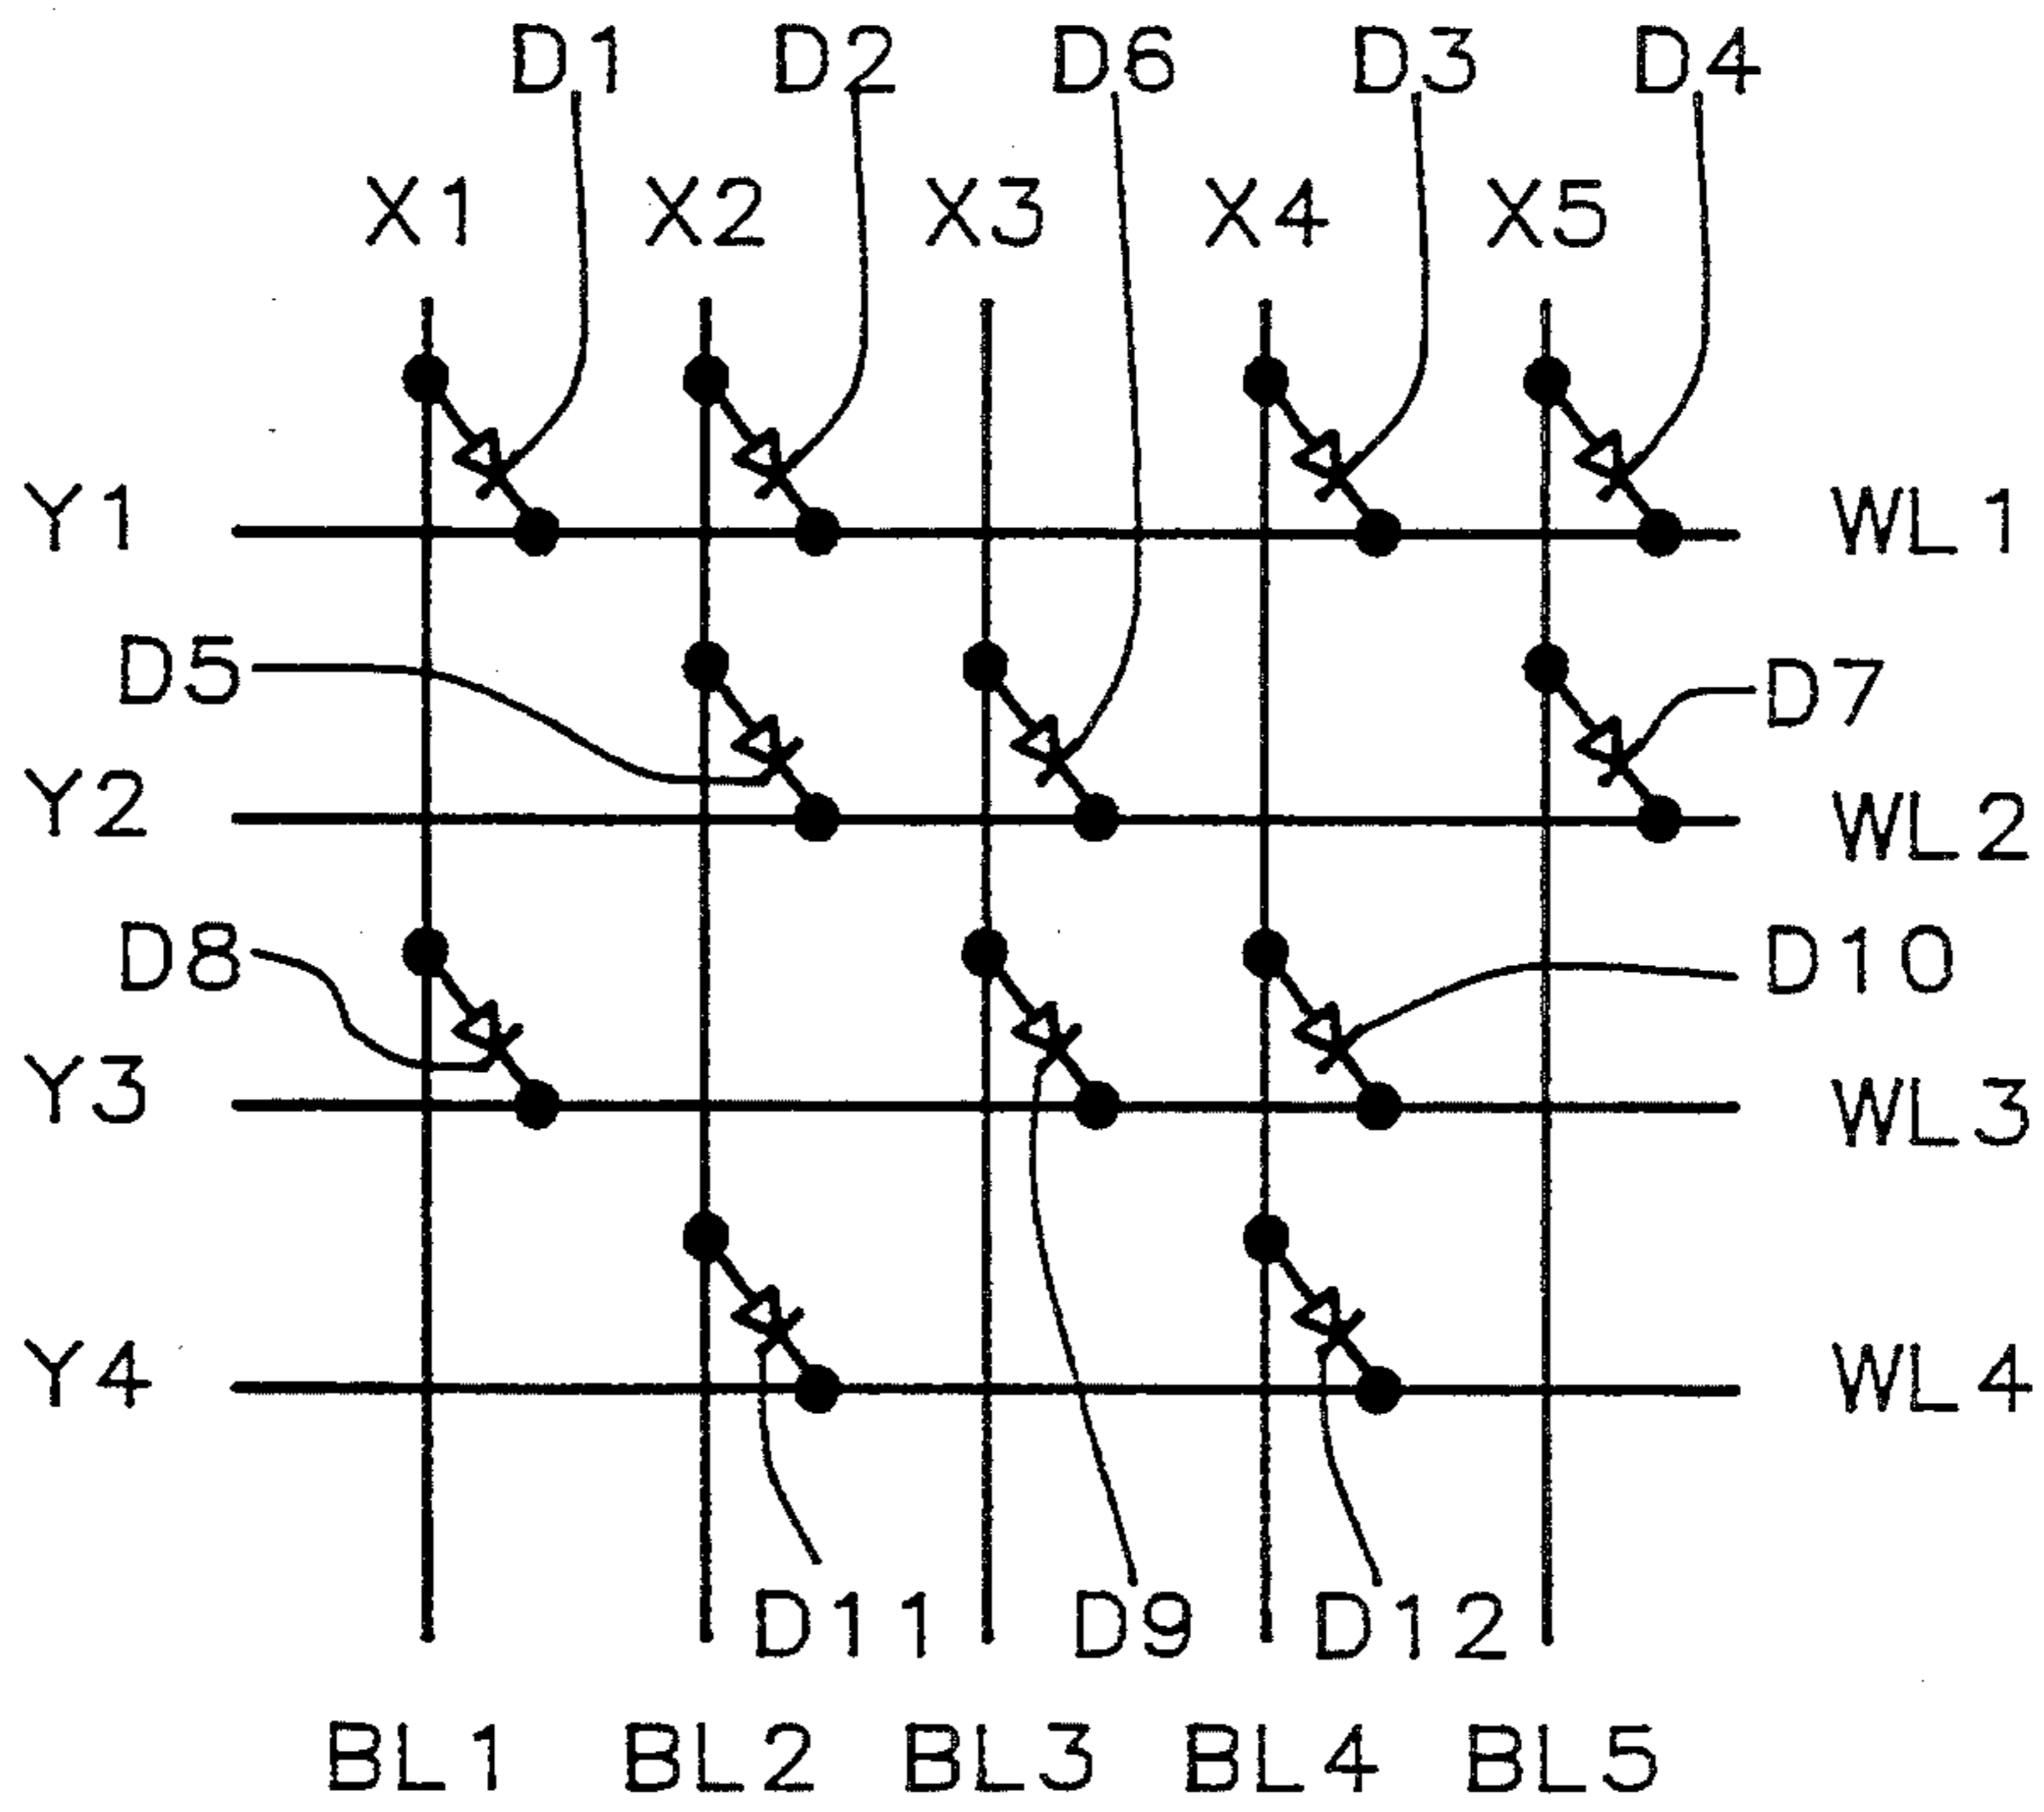 D1 D2 D6 D3 D4
X1 X2 X3 X4 X5
Y1 WL1
D5 D7
Y2 WL2
D8 D10
Y3 WL3
Y4 WL4
D11 D9 D12
BL1 BL2 BL3 BL4 BL5